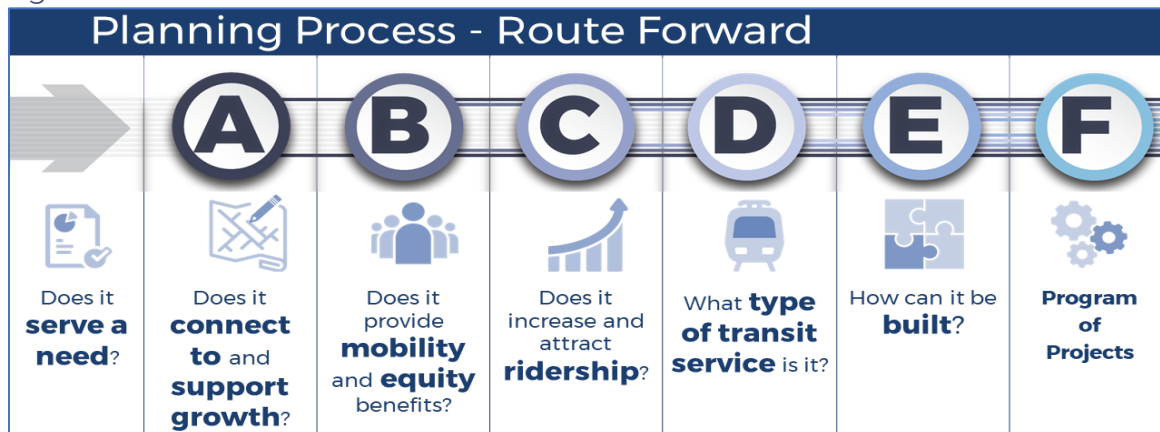 Planning Process - Route Forward
A
B
C
D
E
F
Does it
serve a
need?
Does it
connect
to and
support
growth?
Does it
provide
mobility
and equity
benefits?
Does it
increase and
attract
ridership?
What type
of transit
service is it?
How can it be
built?
Program
of
Projects